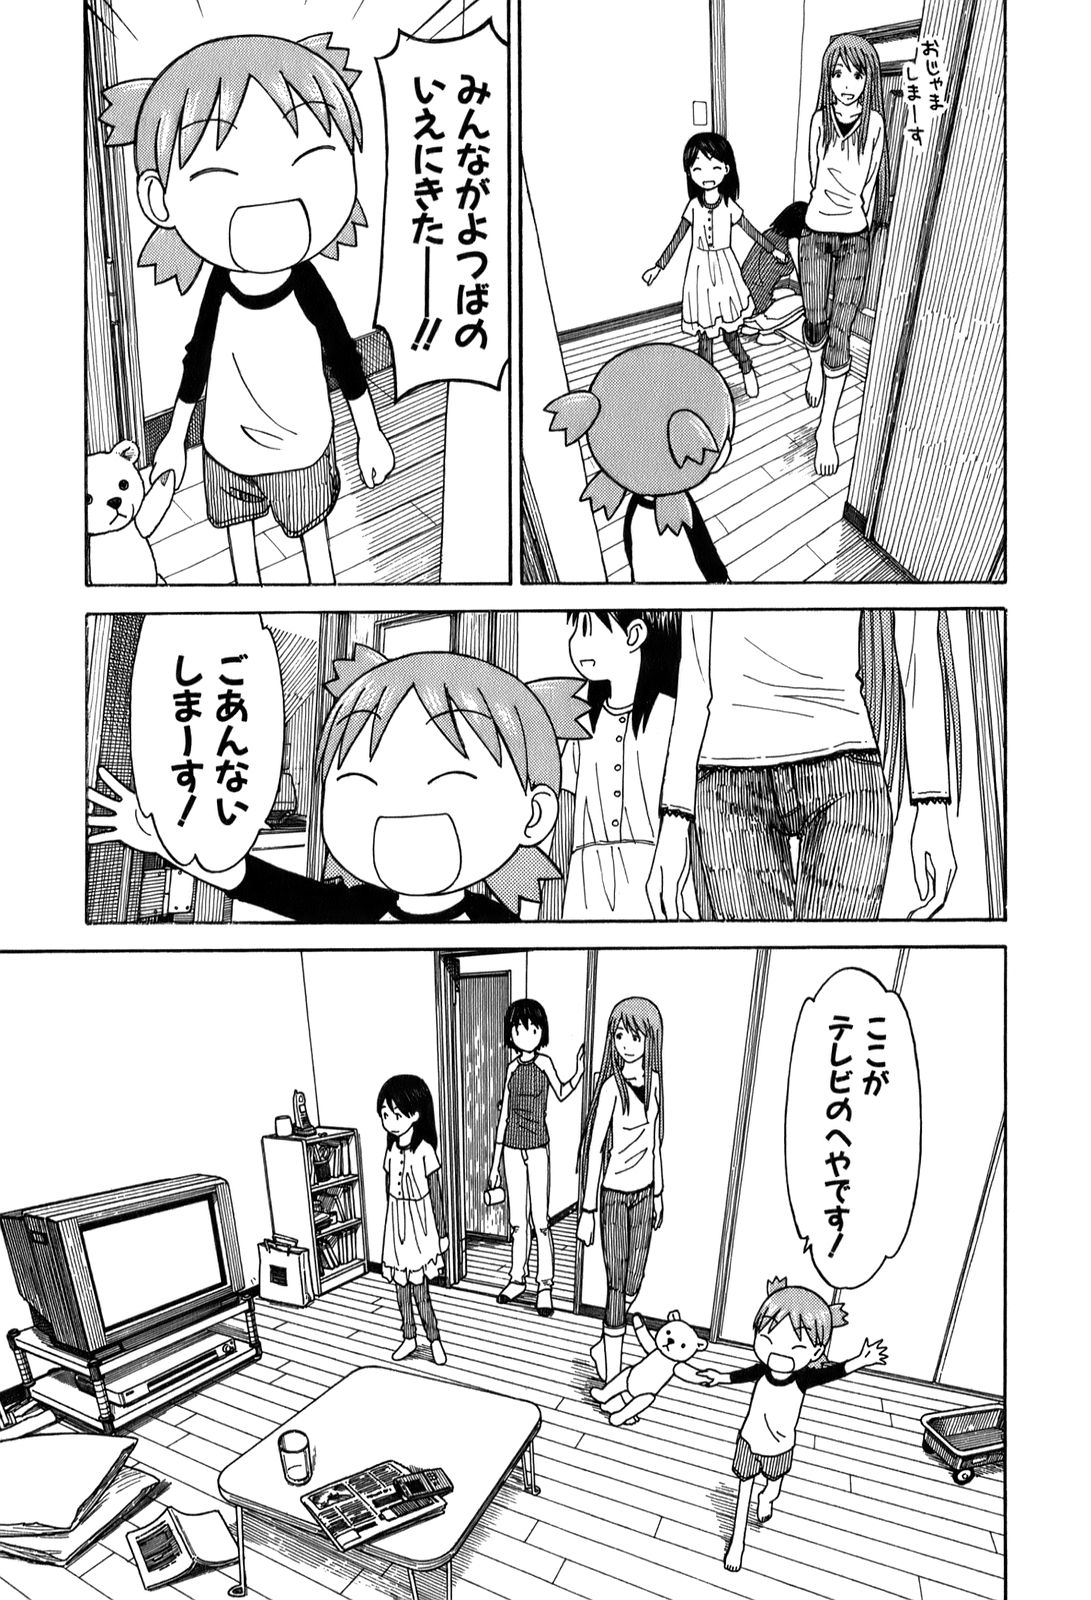 おじゃま
しまーす
みんながよつばの
いえにきたーー!!
ごあんない
しまーす!
ここが
テレビのへやです!